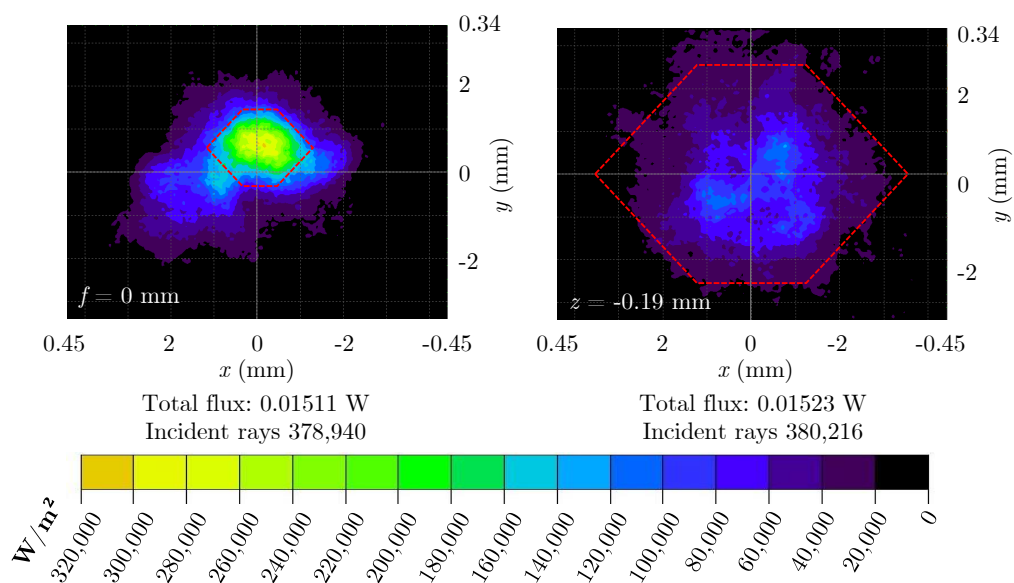 0.34
2
0
-2
y (mm)
f = 0 mm
0.45 2 0 -2 -0.45
x (mm)
Total flux: 0.01511 W
Incident rays 378,940
0.34
2
0
-2
y (mm)
z = -0.19 mm
0.45 2 0 -2 -0.45
x (mm)
Total flux: 0.01523 W
Incident rays 380,216
W/m²
320,000 300,000 280,000 260,000 240,000 220,000 200,000 180,000 160,000 140,000 120,000 100,000 80,000 60,000 40,000 20,000 0